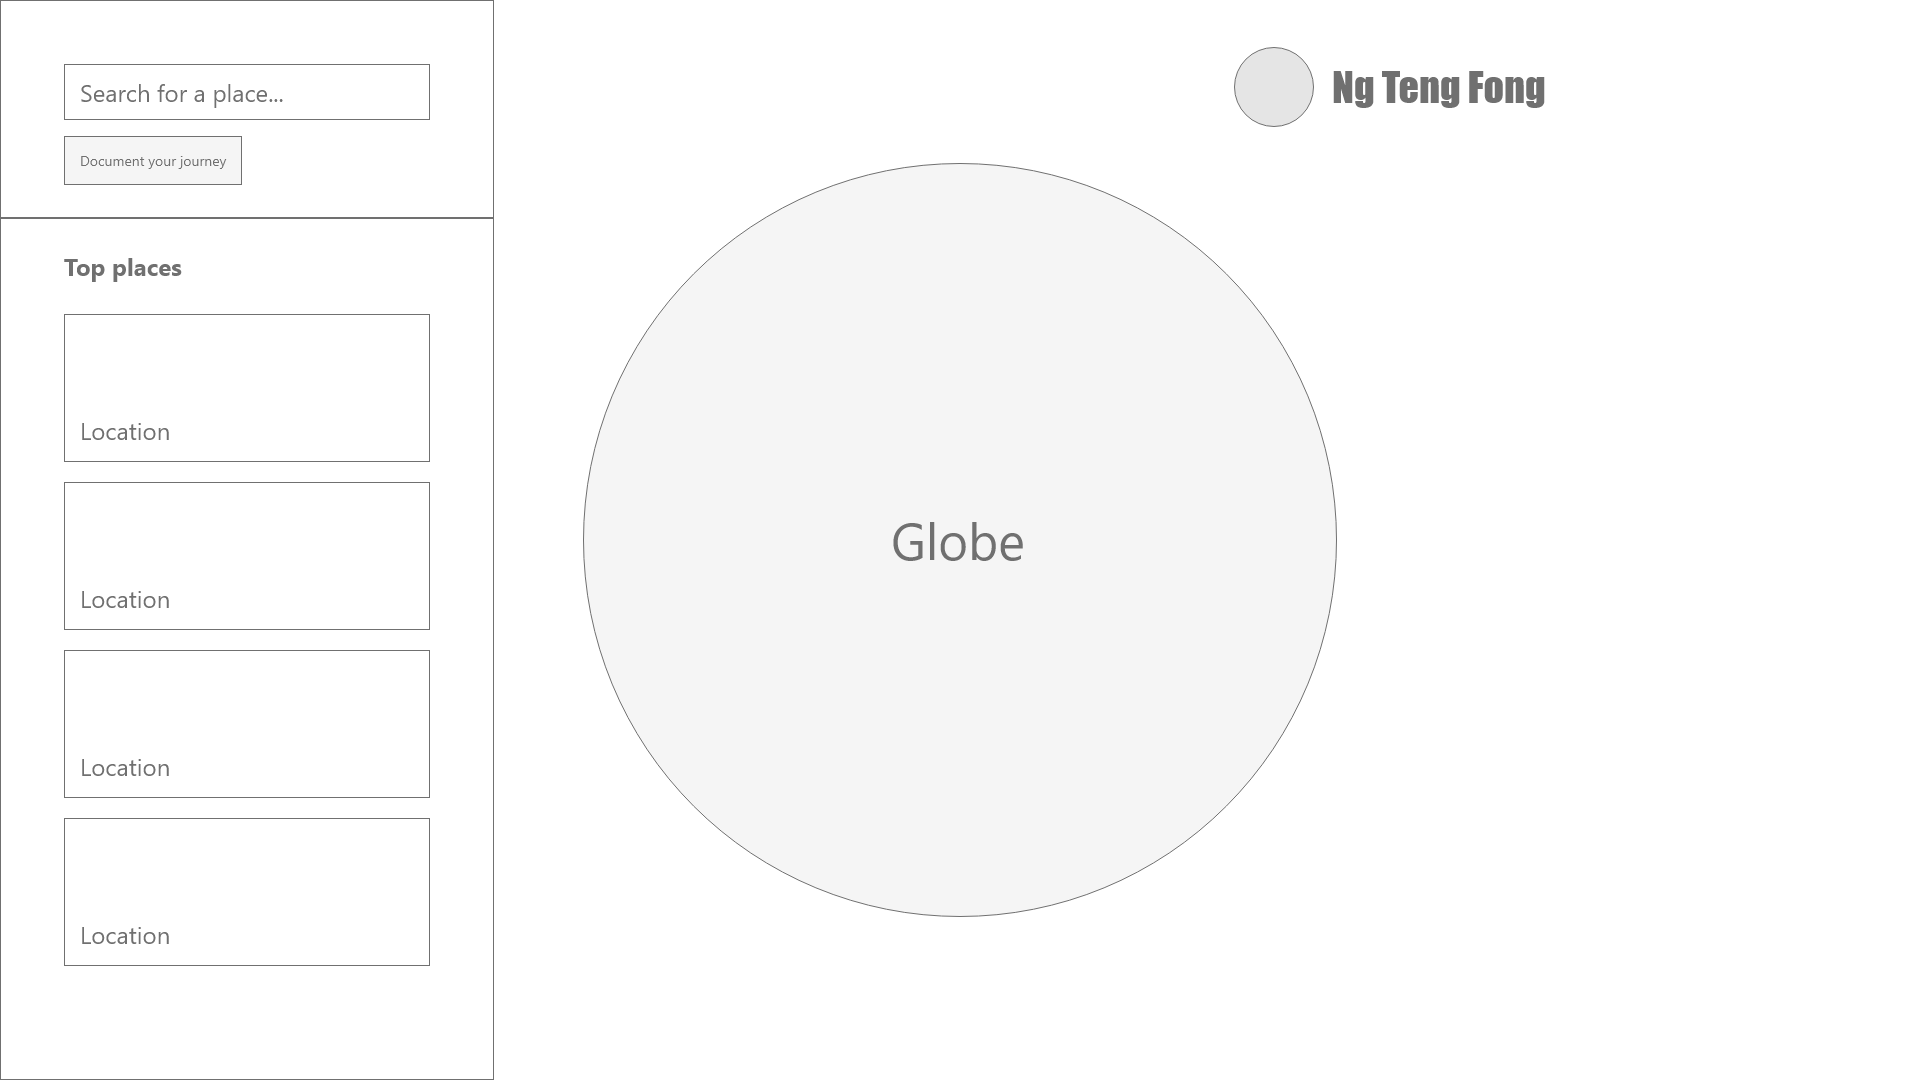 Search for a place...
Document your journey
Top places
Location
Location
Location
Location
Ng Teng Fong
Globe